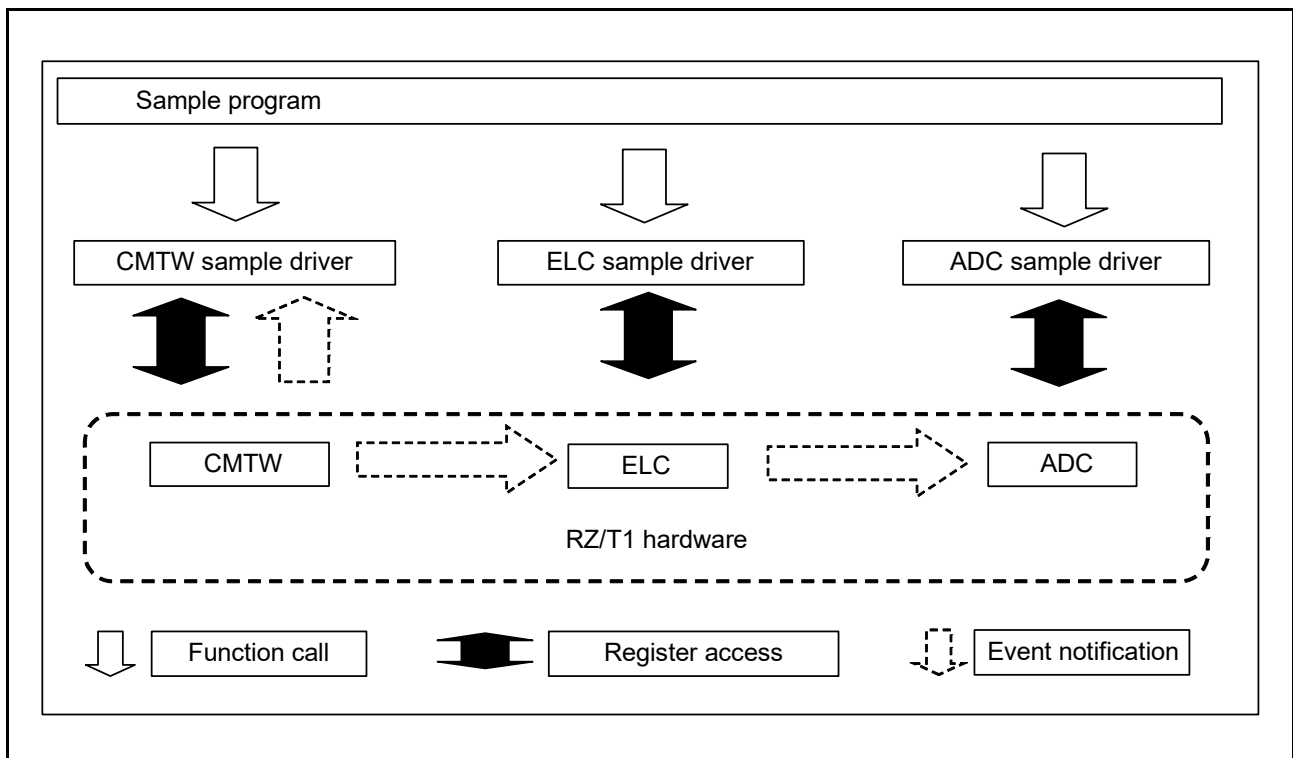 Sample program
CMTW sample driver
ELC sample driver
ADC sample driver
CMTW
ELC
ADC
RZ/T1 hardware
Function call
Register access
Event notification